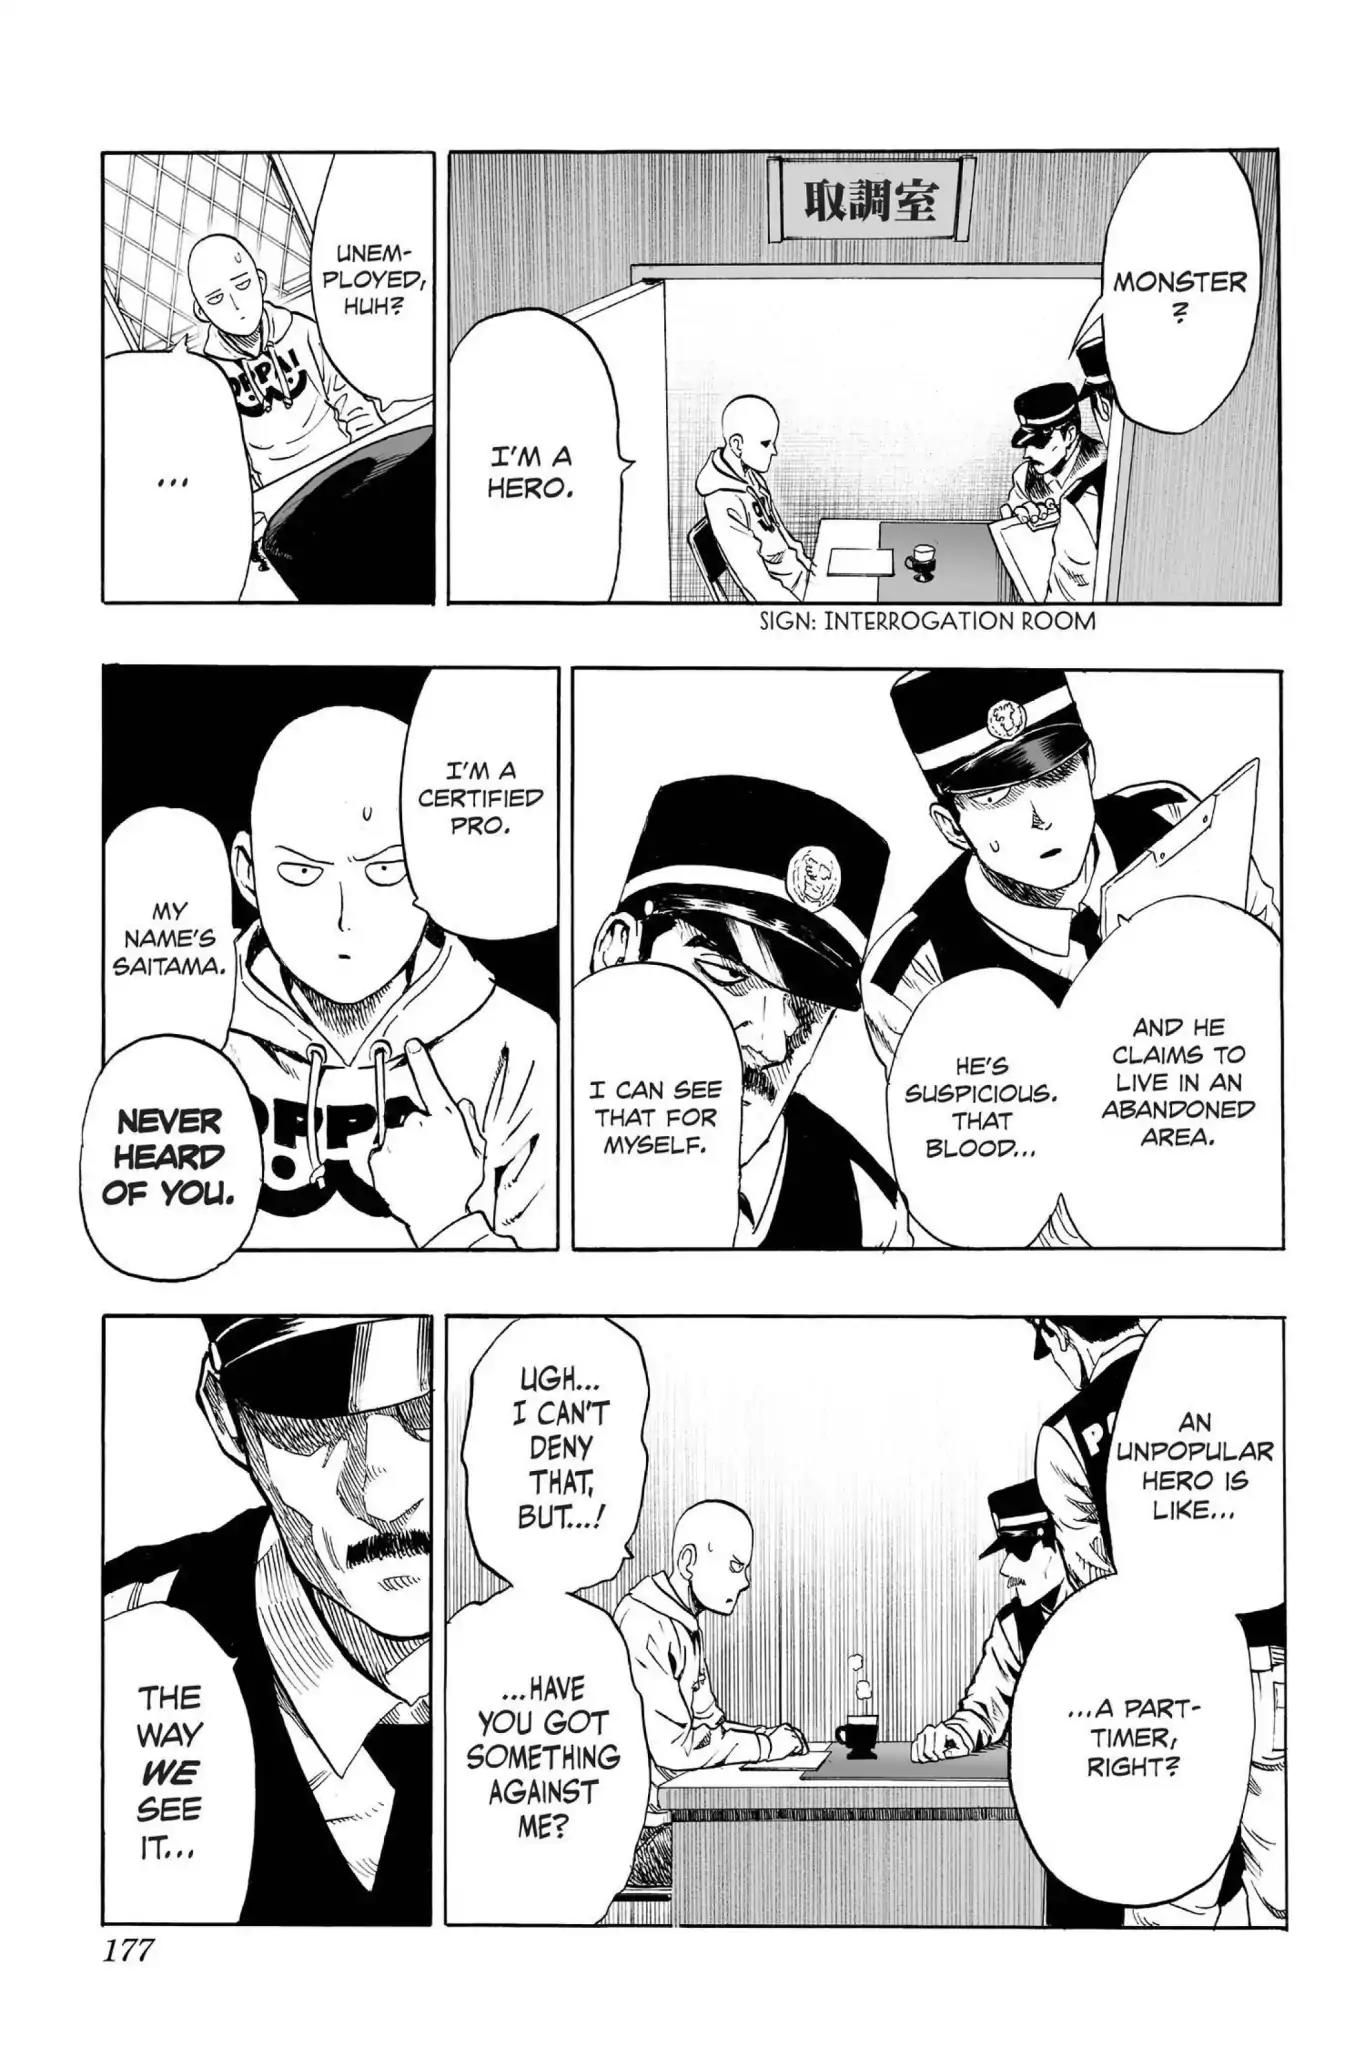 取調室
MONSTER
?
I'M A
HERO.
SIGN: INTERROGATION ROOM
UNEM-
PLOYED,
HUH?
OPPAI
...
AND HE
CLAIMS TO
LIVE IN AN
ABANDONED
AREA.
HE'S
SUSPICIOUS.
THAT
BLOOD...
I CAN SEE
THAT FOR
MYSELF.
I'M A
CERTIFIED
PRO.
MY
NAME'S
SAITAMA.
OPPA
NEVER
HEARD
OF YOU.
AN
UNPOPULAR
HERO IS
LIKE...
...A PART-
TIMER,
RIGHT?
UGH...
I CAN'T
DENY
THAT,
BUT...!
...HAVE
YOU GOT
SOMETHING
AGAINST
ME?
THE
WAY
WE
SEE
IT...
177